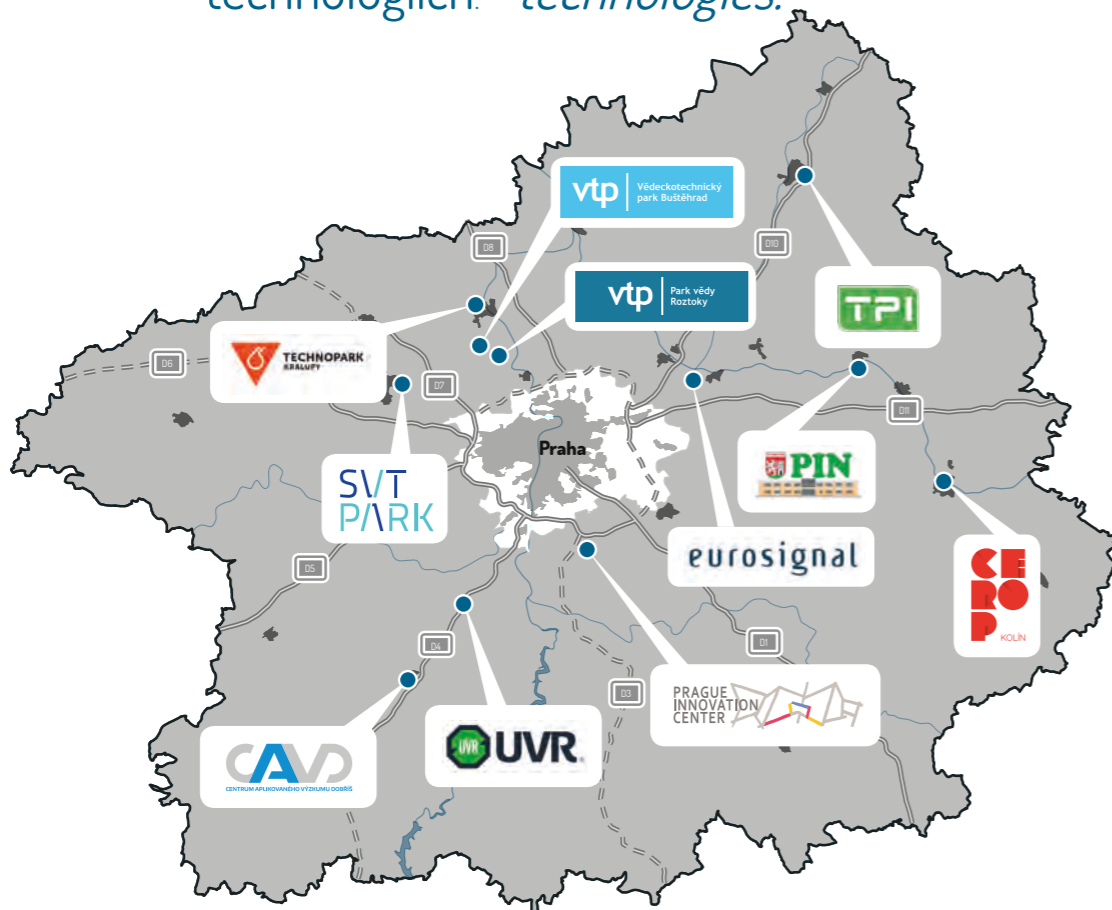 technologiích. technologies.
vtp Vědeckotechnický
park Buštěhrad
D8
D10
vtp Park vědy
Roztoky
TPI
TECHNOPARK
KRALUPY
D6
D7
D11
Praha
PIN
SVT
PARK
eurosignal
CEROP
KOLÍN
D5
D4
D1
D3
PRAGUE
INNOVATION
CENTER
UVR UVR
CAVD
CENTRUM APLIKOVANÉHO VÝZKUMU DOBŘÍŠ